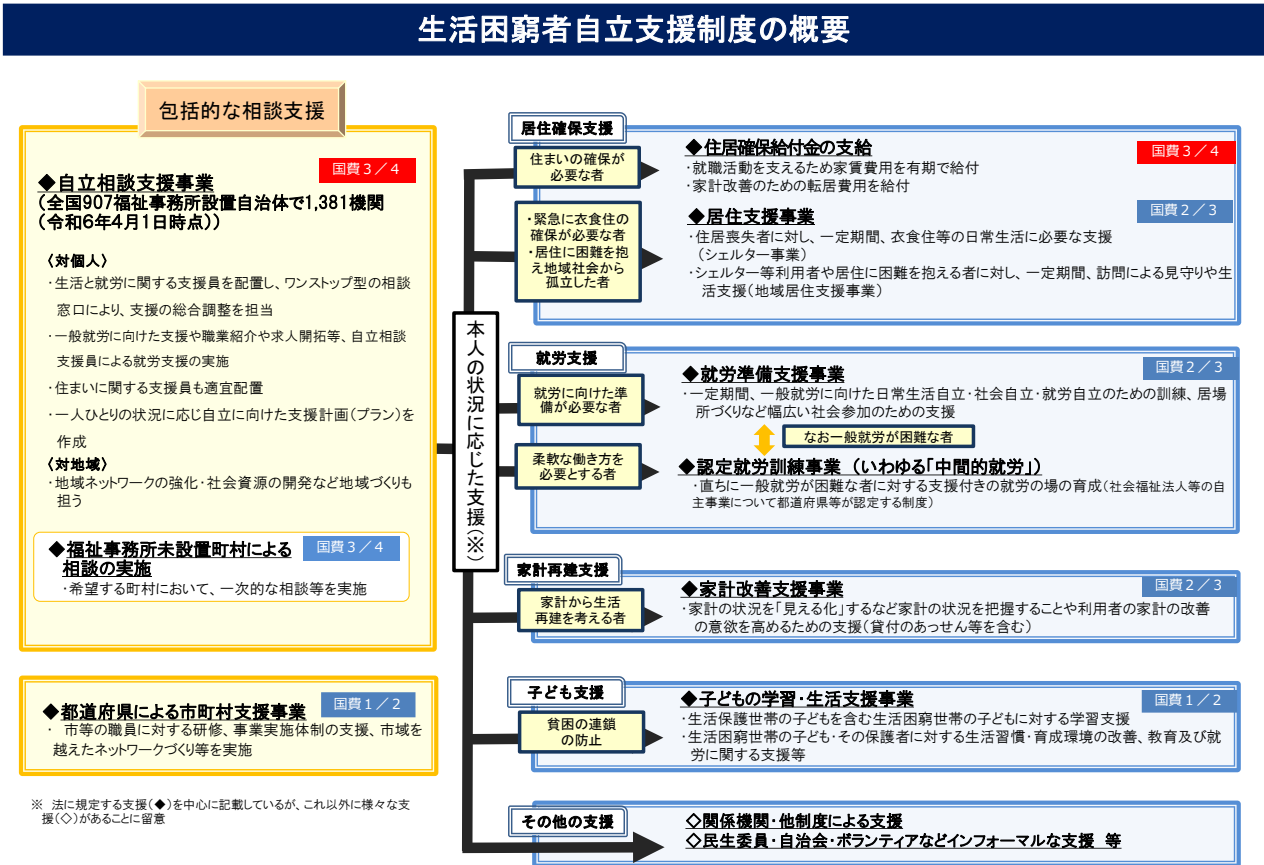 生活困窮者自立支援制度の概要
包括的な相談支援
国費３／４
◆自立相談支援事業
（全国907福祉事務所設置自治体で1,381機関
（令和6年4月1日時点））
〈対個人〉
・生活と就労に関する支援員を配置し、ワンストップ型の相談
窓口により、支援の総合調整を担当
・一般就労に向けた支援や職業紹介や求人開拓等、自立相談
支援員による就労支援の実施
・住まいに関する支援員も適宜配置
・一人ひとりの状況に応じ自立に向けた支援計画（プラン）を
作成
〈対地域〉
・地域ネットワークの強化・社会資源の開発など地域づくりも
担う
◆福祉事務所未設置町村による
相談の実施
国費３／４
・希望する町村において、一次的な相談等を実施
◆都道府県による市町村支援事業
国費１／２
・ 市等の職員に対する研修、事業実施体制の支援、市域を
越えたネットワークづくり等を実施
※ 法に規定する支援（◆）を中心に記載しているが、これ以外に様々な支
援（◇）があることに留意
本人の状況に応じた支援（※）
居住確保支援
住まいの確保が
必要な者
◆住居確保給付金の支給
国費３／４
・就職活動を支えるため家賃費用を有期で給付
・家計改善のための転居費用を給付
・緊急に衣食住の
確保が必要な者
・居住に困難を抱
え地域社会から
孤立した者
◆居住支援事業
国費２／３
・住居喪失者に対し、一定期間、衣食住等の日常生活に必要な支援
（シェルター事業）
・シェルター等利用者や居住に困難を抱える者に対し、一定期間、訪問による見守りや生
活支援（地域居住支援事業）
就労支援
就労に向けた準
備が必要な者
◆就労準備支援事業
国費２／３
・一定期間、一般就労に向けた日常生活自立・社会自立・就労自立のための訓練、居場
所づくりなど幅広い社会参加のための支援
なお一般就労が困難な者
柔軟な働き方を
必要とする者
◆認定就労訓練事業 （いわゆる「中間的就労」）
・直ちに一般就労が困難な者に対する支援付きの就労の場の育成（社会福祉法人等の自
主事業について都道府県等が認定する制度）
家計再建支援
家計から生活
再建を考える者
◆家計改善支援事業
国費２／３
・家計の状況を「見える化」するなど家計の状況を把握することや利用者の家計の改善
の意欲を高めるための支援（貸付のあっせん等を含む）
子ども支援
貧困の連鎖
の防止
◆子どもの学習・生活支援事業
国費１／２
・生活保護世帯の子どもを含む生活困窮世帯の子どもに対する学習支援
・生活困窮世帯の子ども・その保護者に対する生活習慣・育成環境の改善、教育及び就
労に関する支援等
その他の支援
◇関係機関・他制度による支援
◇民生委員・自治会・ボランティアなどインフォーマルな支援 等